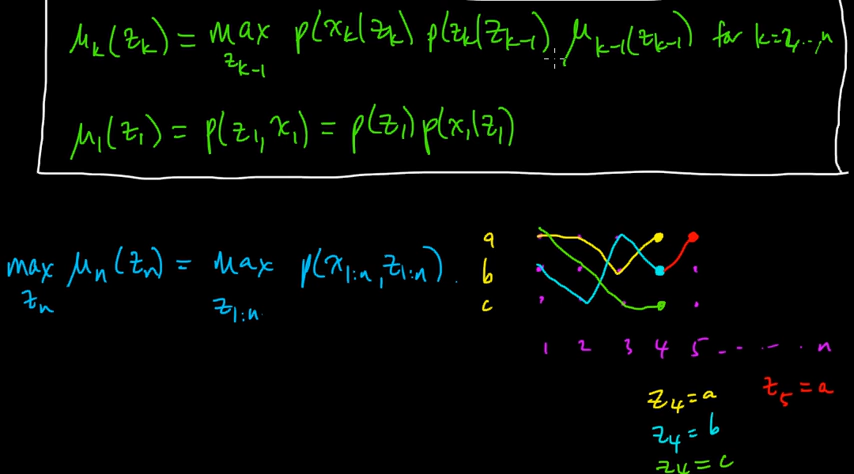 μₖ(zₖ) = max p(xₖ|zₖ) p(zₖ|zₖ₋₁) μₖ₋₁(zₖ₋₁) for k=2,...,n
zₖ₋₁
μ₁(z₁) = p(z₁,x₁) = p(z₁)p(x₁|z₁)
max μₙ(zₙ) = max p(x₁:ₙ,z₁:ₙ).
zₙ z₁:ₙ
a
b
c
1 2 3 4 5 - - - · - · n
z₄=a z₅=a
z₄=b
z₄=c